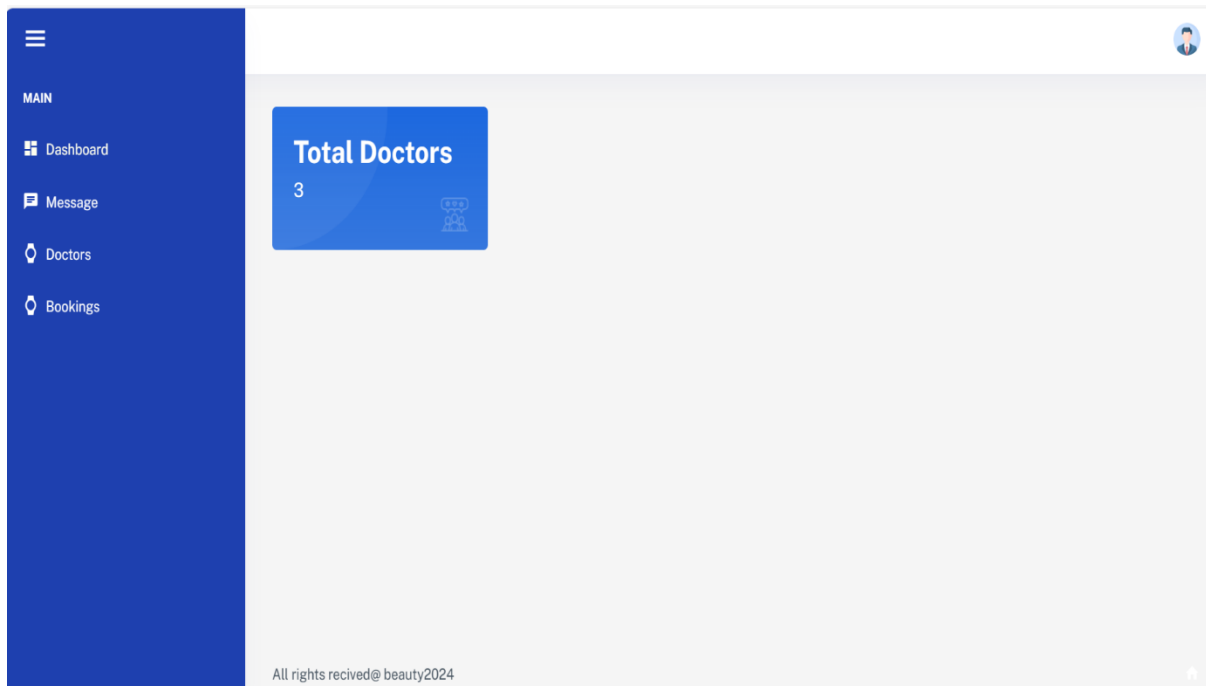 MAIN
Dashboard
Message
Doctors
Bookings
Total Doctors
3
All rights recived@ beauty2024